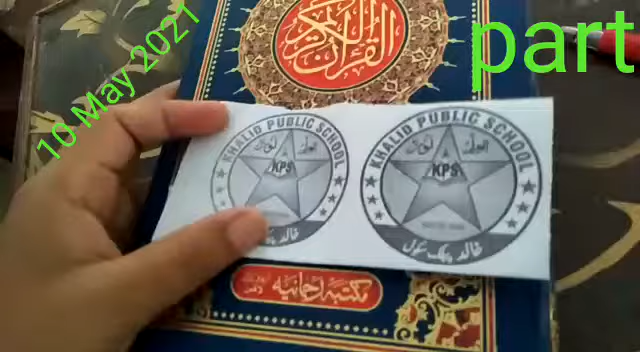 10 May 2021
part
القرآن الكريم
KHALID PUBLIC SCHOOL
KPS
خالد پبلک سکول
KHALID PUBLIC SCHOOL
KPS
خالد پبلک سکول
مکتبہ رحمانیہ